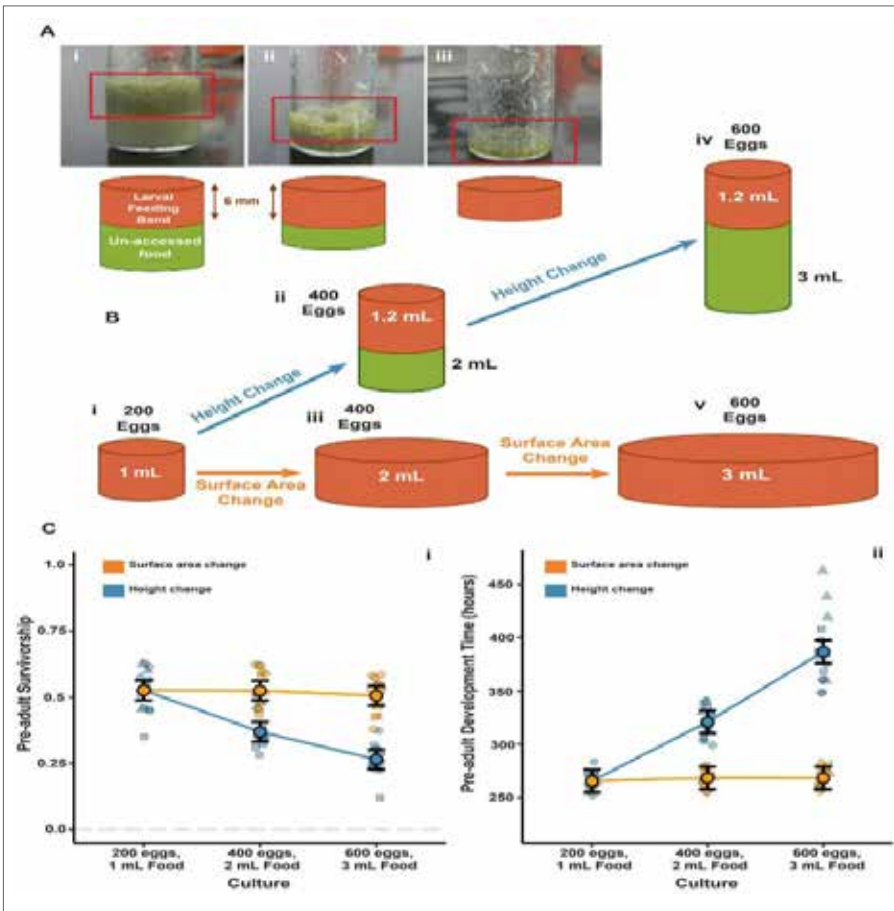 A
i
ii
iii
iv
600
Eggs
1.2 mL
3 mL
Larval
Feeding
Band
Un-accessed
food
6 mm
Height Change
B
ii
400
Eggs
1.2 mL
2 mL
Height Change
i
200
Eggs
1 mL
Surface Area
Change
iii
400
Eggs
2 mL
Surface Area
Change
v
600
Eggs
3 mL
C
i
Surface area change
Height change
Pre-adult Survivorship
1.0
0.75
0.5
0.25
0.0
200 eggs,
1 mL Food
400 eggs,
2 mL Food
600 eggs,
3 mL Food
Culture
ii
Surface area change
Height change
Pre-adult Development Time (hours)
450
400
350
300
250
200 eggs,
1 mL Food
400 eggs,
2 mL Food
600 eggs,
3 mL Food
Culture